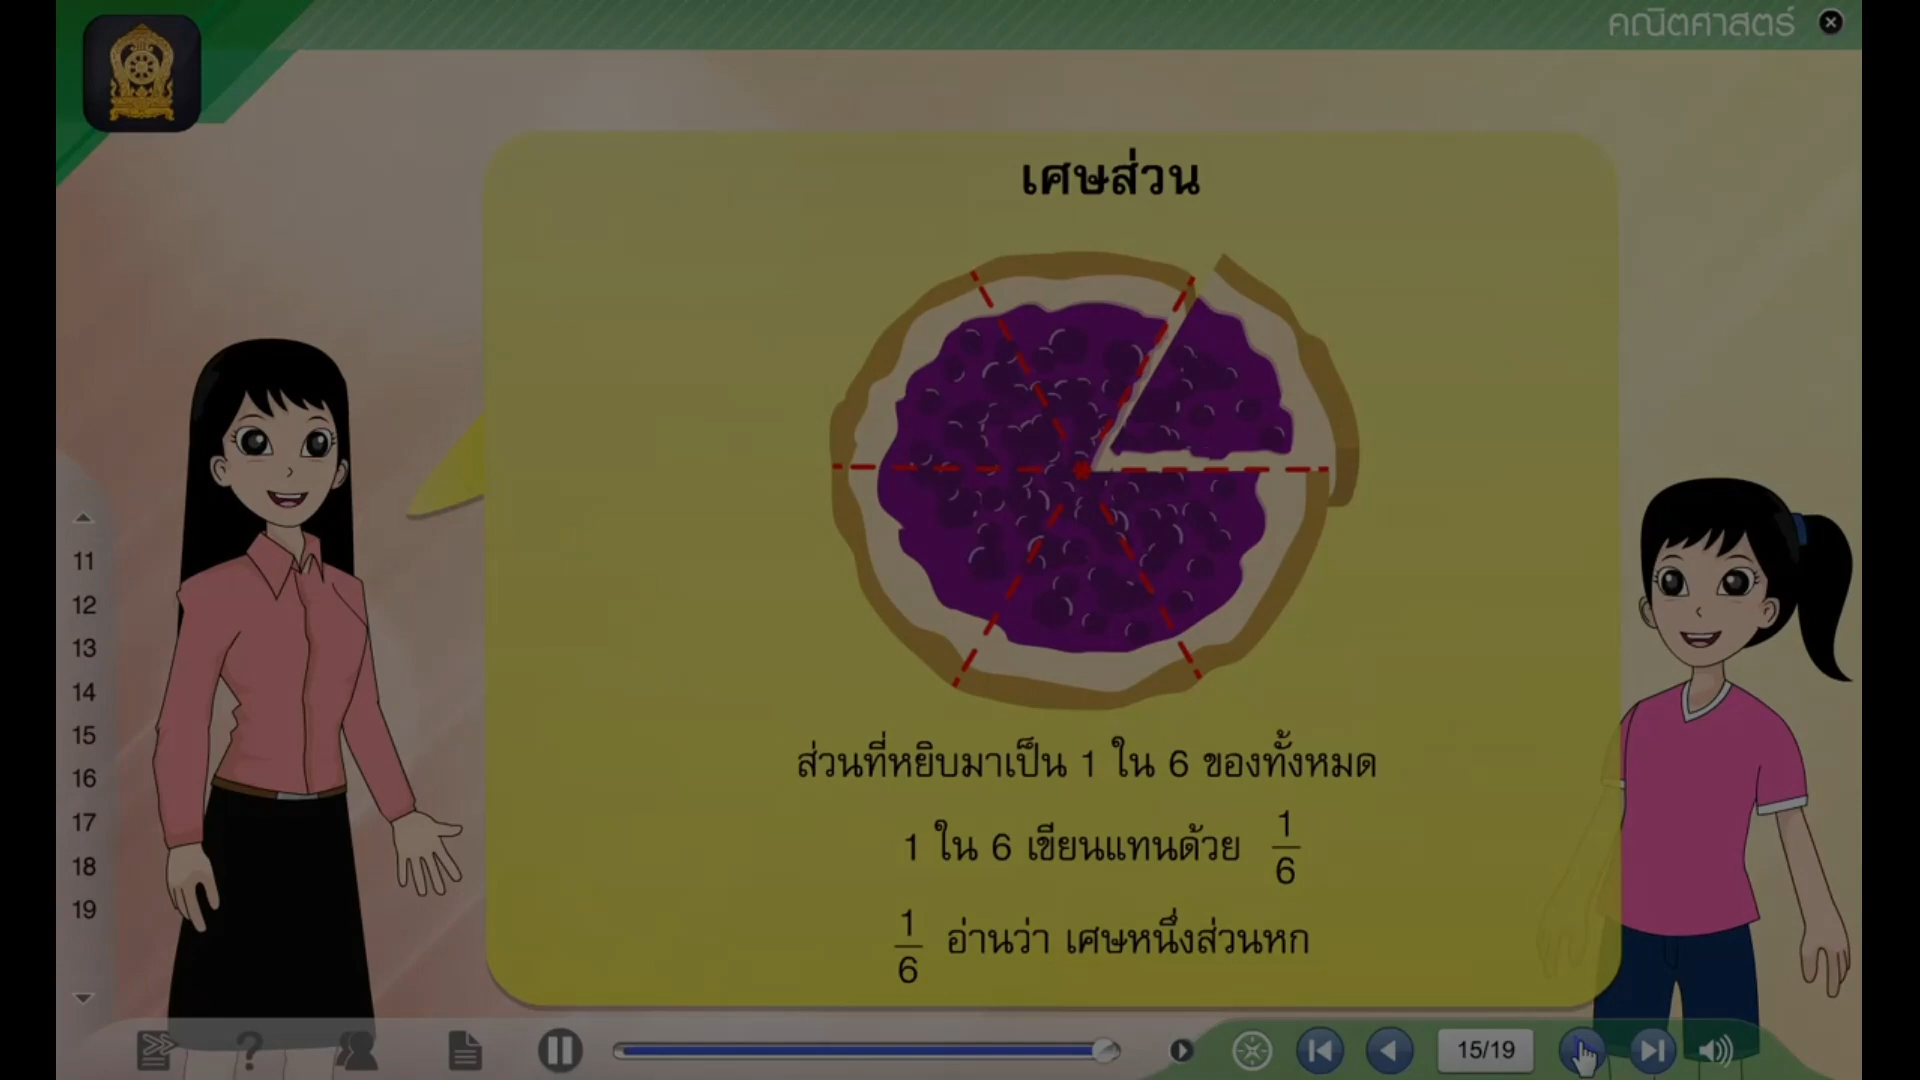 คณิตศาสตร์
เศษส่วน
ส่วนที่หยิบมาเป็น 1 ใน 6 ของทั้งหมด
1 ใน 6 เขียนแทนด้วย 1/6
1/6 อ่านว่า เศษหนึ่งส่วนหก
11
12
13
14
15
16
17
18
19
15/19